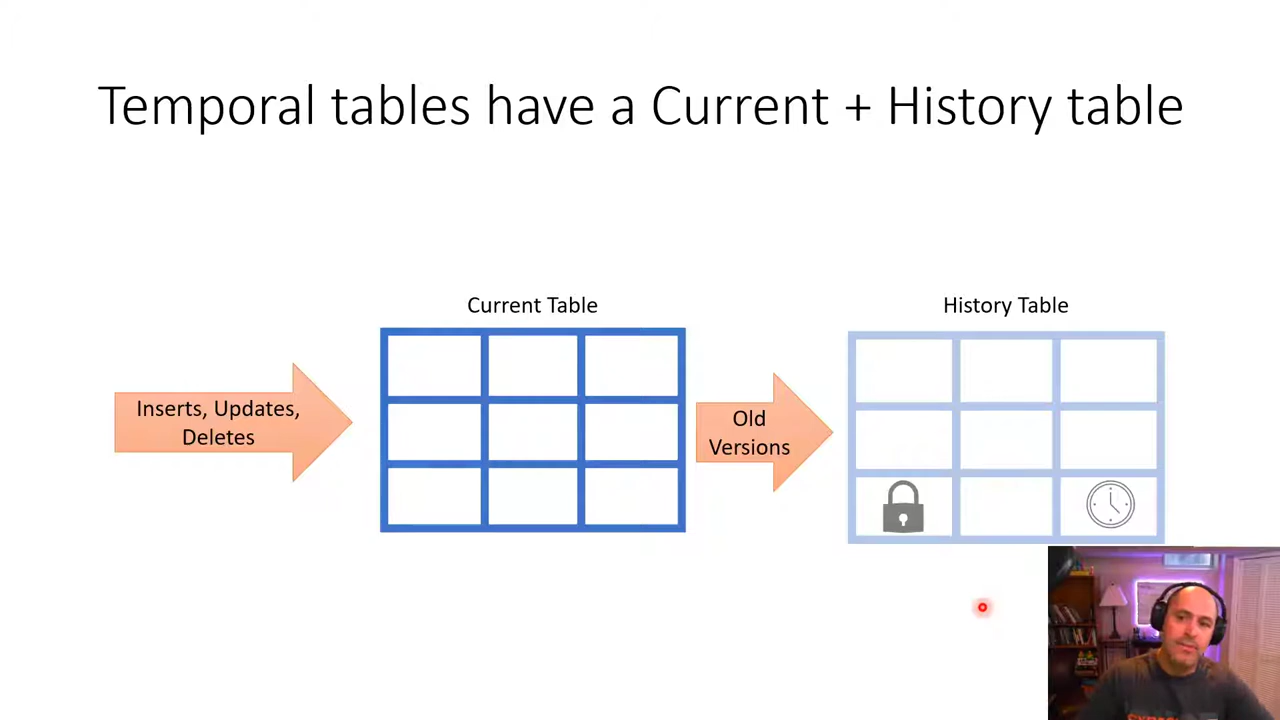 Temporal tables have a Current + History table
Current Table
History Table
Inserts, Updates,
Deletes
Old
Versions